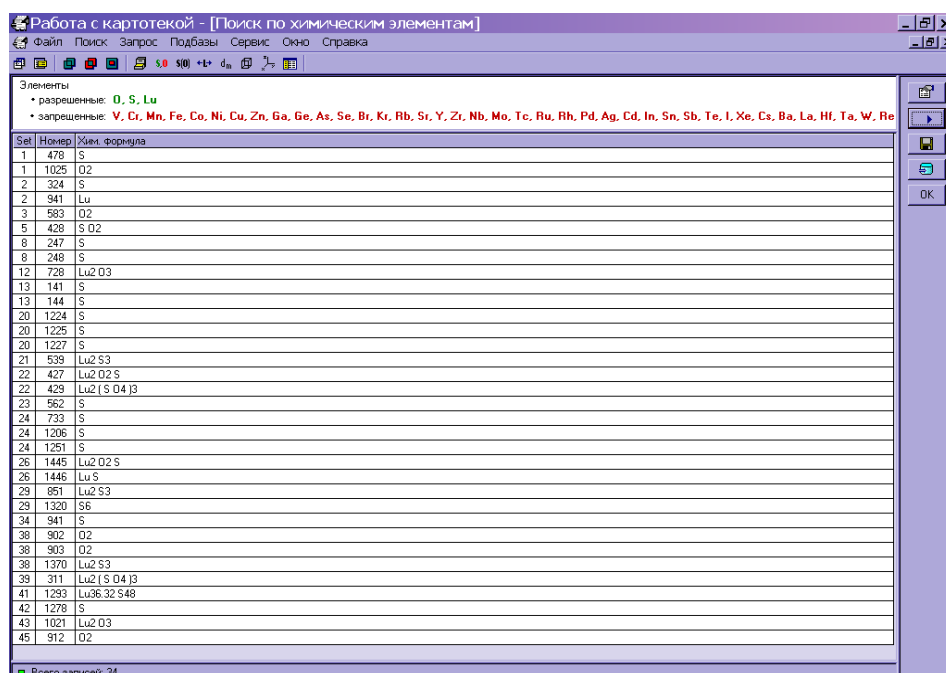 Работа с картотекой - [Поиск по химическим элементам]
Файл Поиск Запрос Подбазы Сервис Окно Справка
Элементы
• разрешенные: O, S, Lu
• запрещенные: V, Cr, Mn, Fe, Co, Ni, Cu, Zn, Ga, Ge, As, Se, Br, Kr, Rb, Sr, Y, Zr, Nb, Mo, Tc, Ru, Rh, Pd, Ag, Cd, In, Sn, Sb, Te, I, Xe, Cs, Ba, La, Hf, Ta, W, Re
Set Номер Хим. формула
1 478 S
1 1025 O2
2 324 S
2 941 Lu
3 583 O2
5 428 S O2
8 247 S
8 248 S
12 728 Lu2 O3
13 141 S
13 144 S
20 1224 S
20 1225 S
20 1227 S
21 539 Lu2 S3
22 427 Lu2 O2 S
22 429 Lu2 ( S O4 )3
23 562 S
24 733 S
24 1206 S
24 1251 S
26 1445 Lu2 O2 S
26 1446 Lu S
29 851 Lu2 S3
29 1320 S6
34 941 S
38 902 O2
38 903 O2
38 1370 Lu2 S3
39 311 Lu2 ( S O4 )3
41 1293 Lu36.32 S48
42 1278 S
43 1021 Lu2 O3
45 912 O2
Всего записей: 34
OK